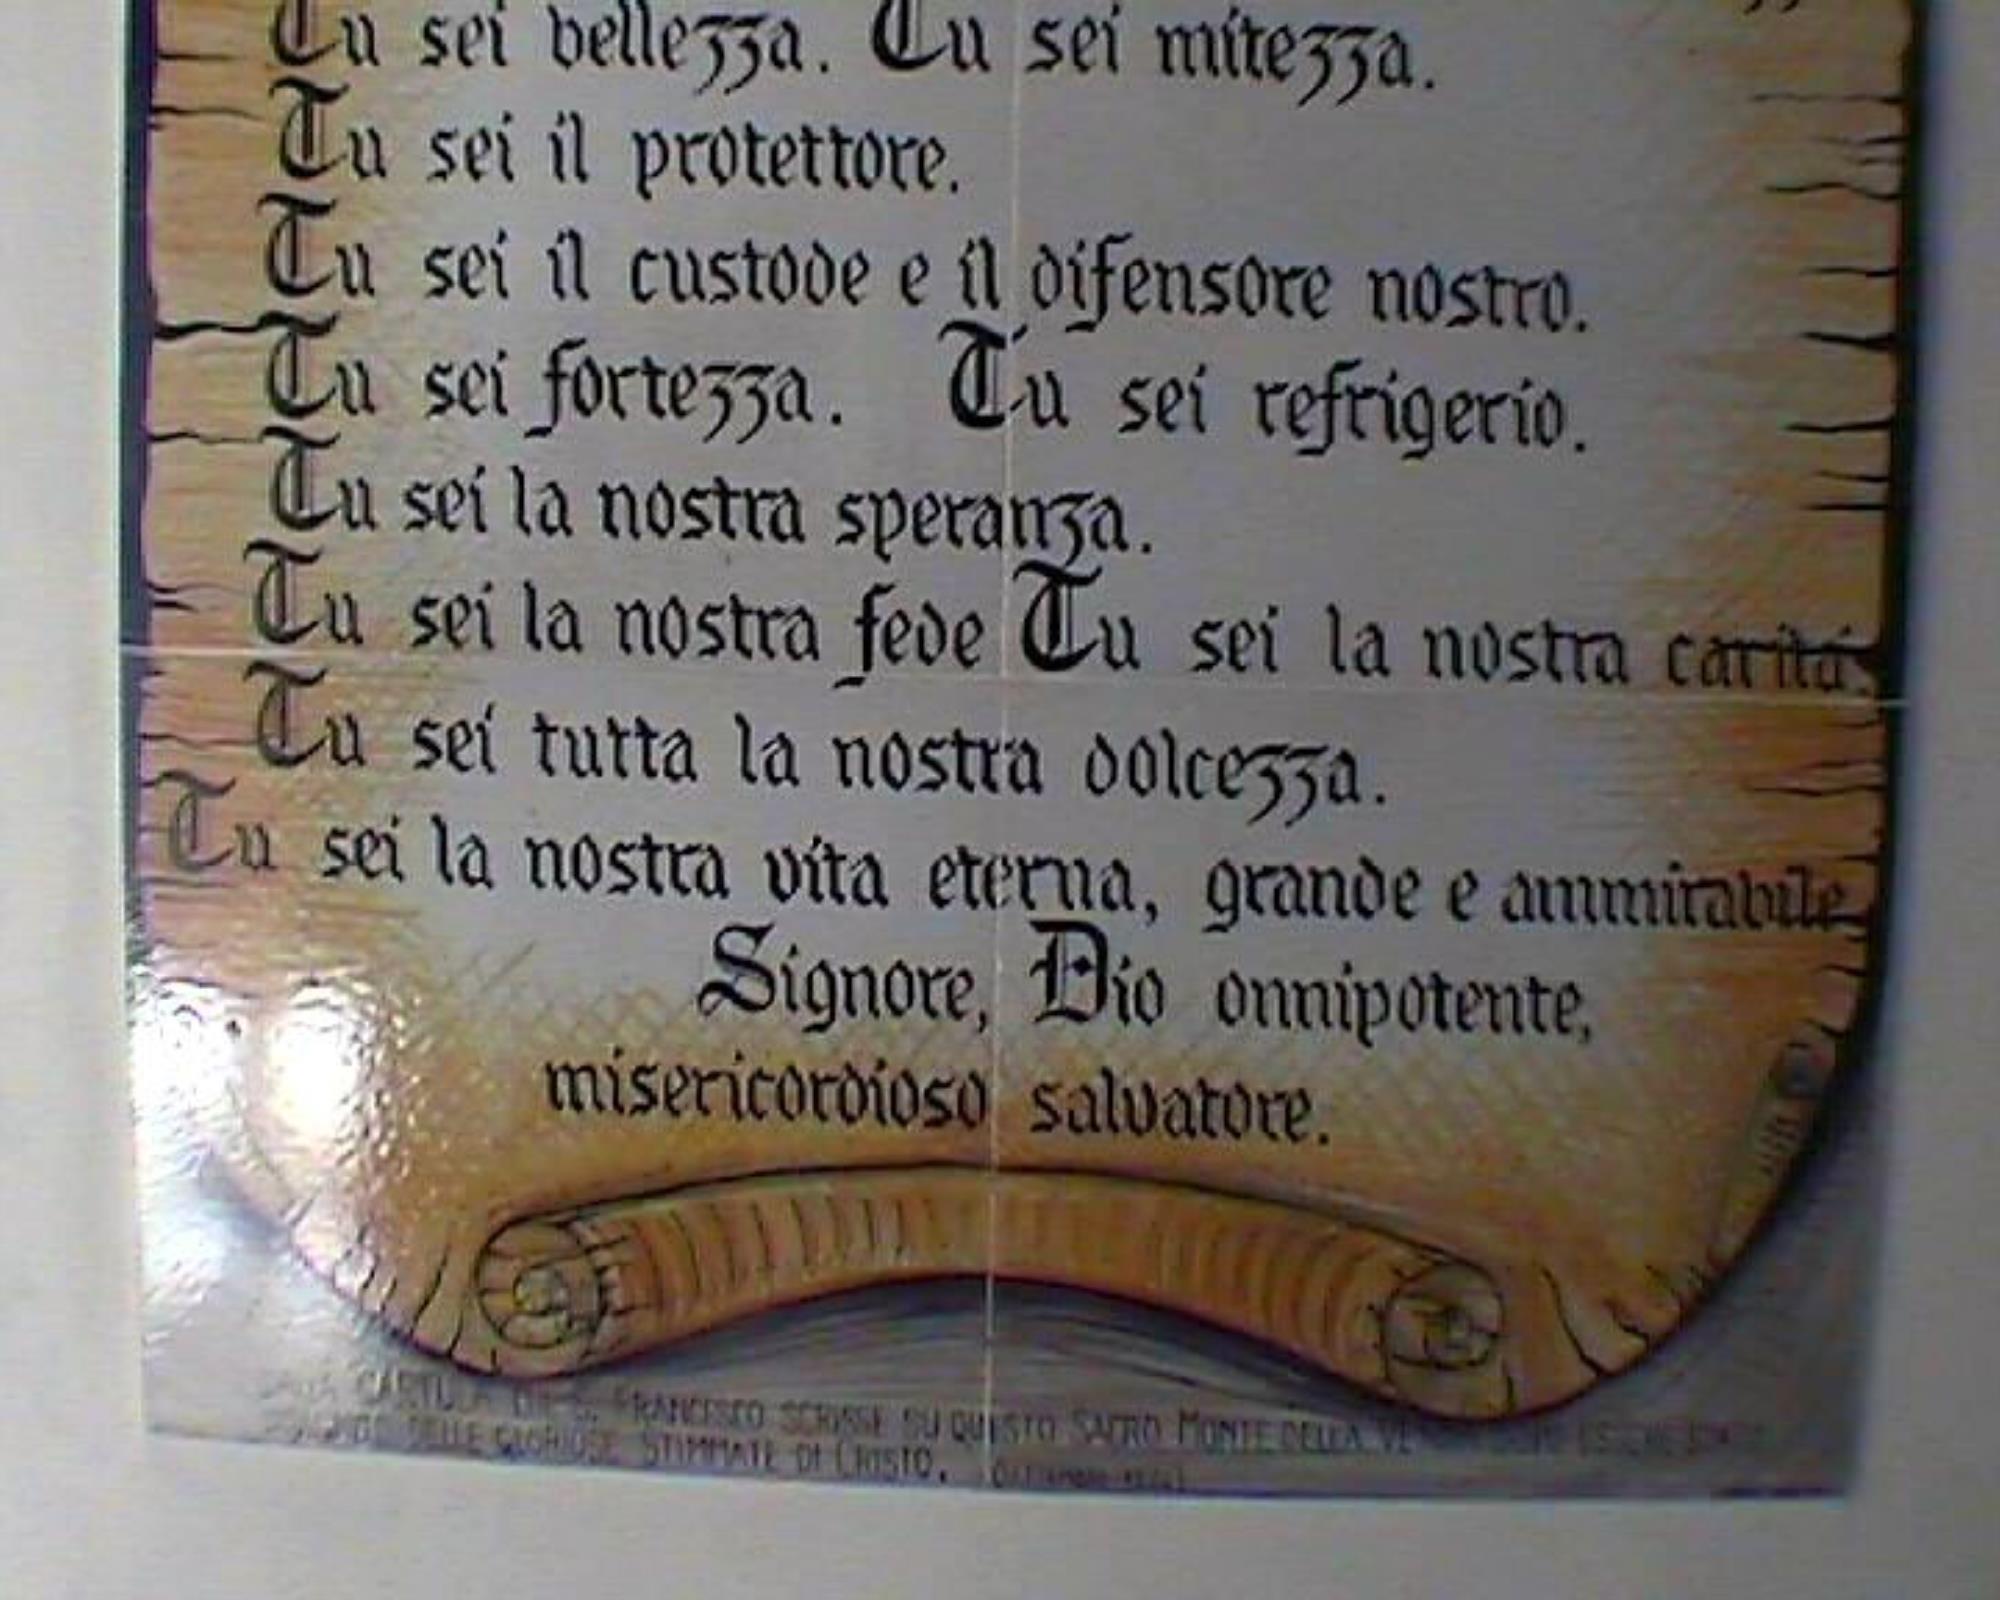 Tu sei bellezza. Tu sei mitezza.
Tu sei il protettore.
Tu sei il custode e il difensore nostro.
Tu sei fortezza. Tu sei refrigerio.
Tu sei la nostra speranza.
Tu sei la nostra fede Tu sei la nostra carità.
Tu sei tutta la nostra dolcezza.
Tu sei la nostra vita eterna, grande e ammirabile
Signore, Dio onnipotente,
misericordioso salvatore.
CARTULA CHE S. FRANCESCO SCRISSE SU QUESTO SACRO MONTE DELLA
DELLE GLORIOSE STIMMATE DI CRISTO.